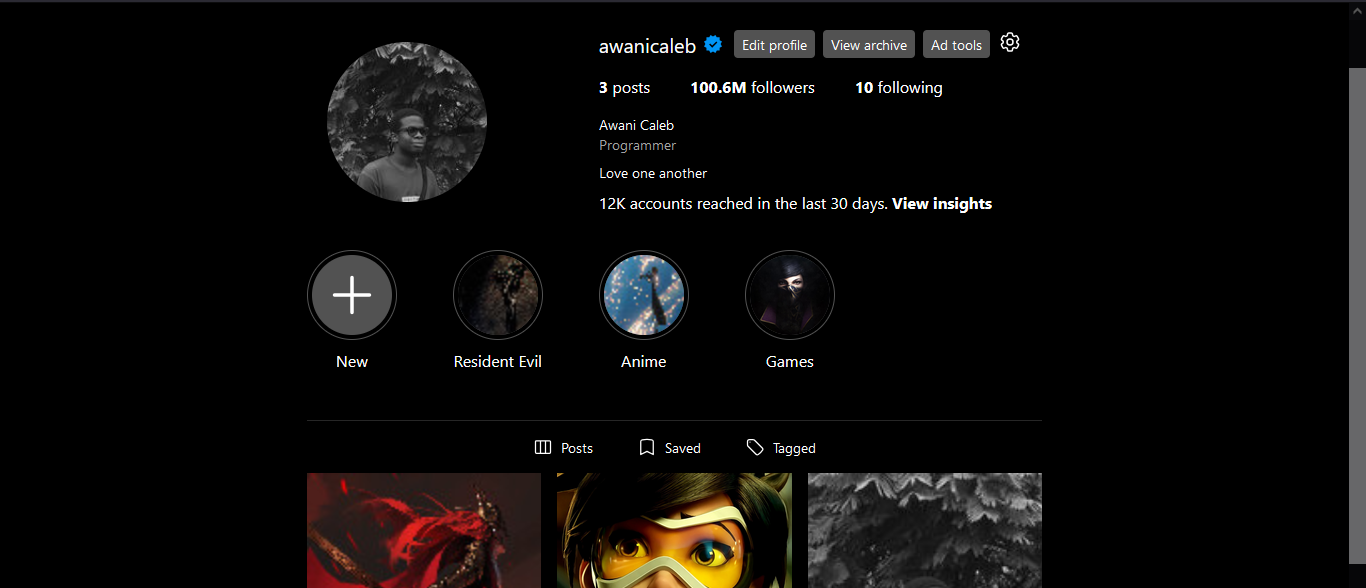 awanicaleb Edit profile View archive Ad tools
3 posts 100.6M followers 10 following
Awani Caleb
Programmer
Love one another
12K accounts reached in the last 30 days. View insights
New Resident Evil Anime Games
Posts Saved Tagged